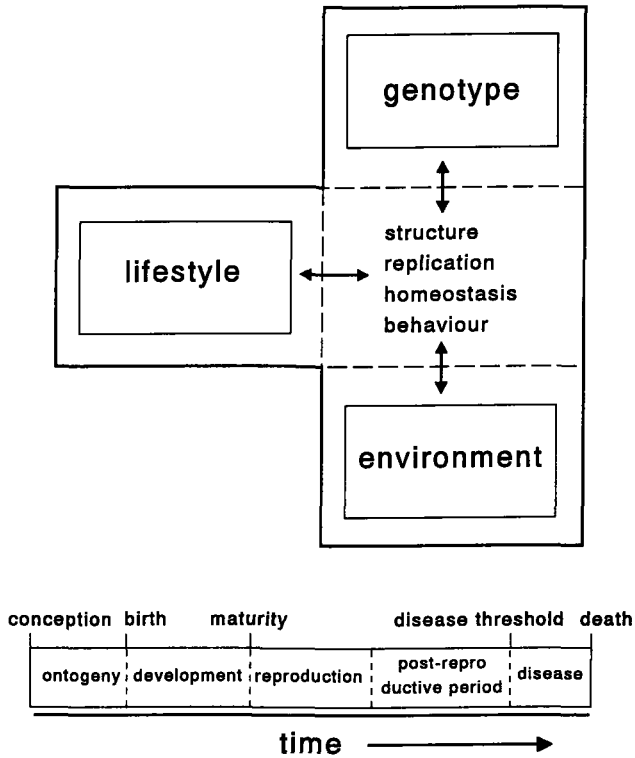 genotype
lifestyle
structure
replication
homeostasis
behaviour
environment
conception birth maturity disease threshold death
ontogeny development reproduction post-repro
ductive period disease
time